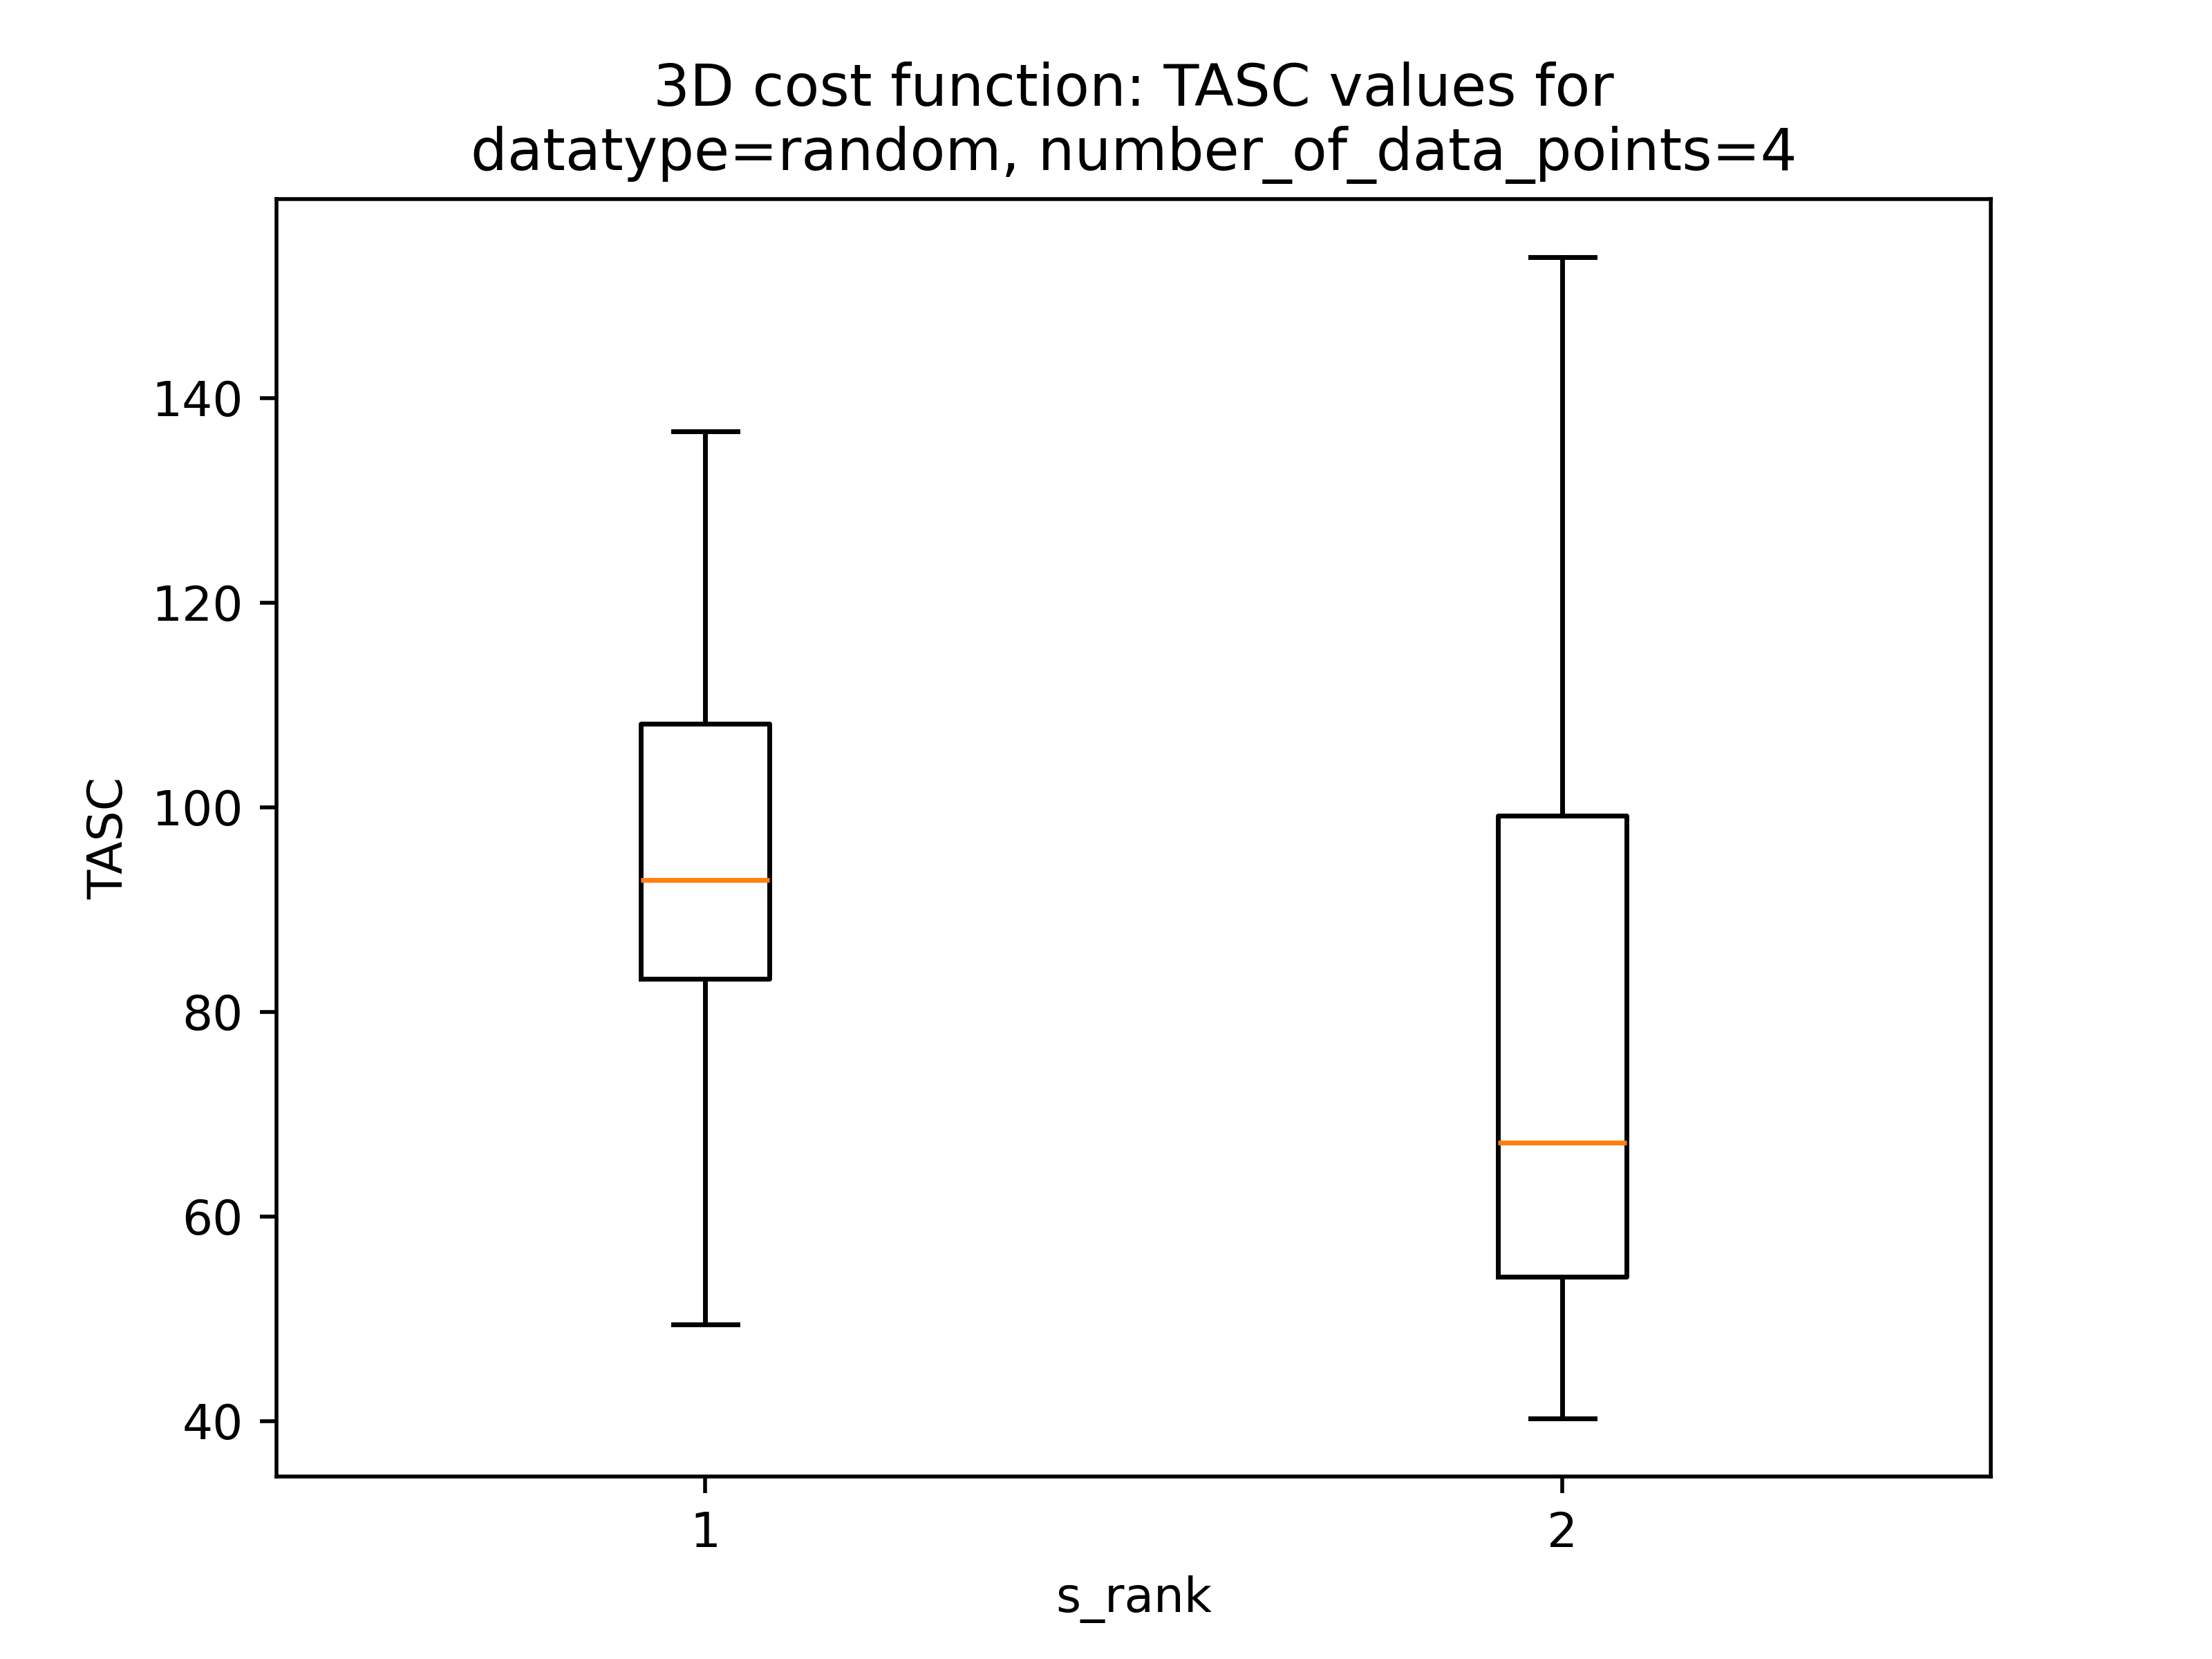 3D cost function: TASC values for
datatype=random, number_of_data_points=4
140
120
100
80
60
40
TASC
1
2
s_rank